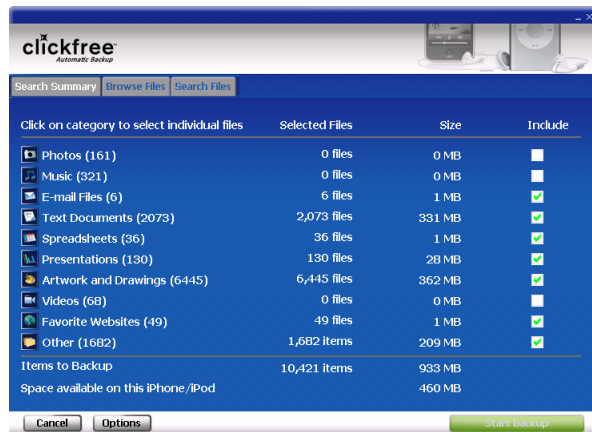 clickfree
Automatic Backup
Search Summary Browse Files Search Files
Click on category to select individual files Selected Files Size Include
Photos (161) 0 files 0 MB
Music (321) 0 files 0 MB
E-mail Files (6) 6 files 1 MB
Text Documents (2073) 2,073 files 331 MB
Spreadsheets (36) 36 files 1 MB
Presentations (130) 130 files 28 MB
Artwork and Drawings (6445) 6,445 files 362 MB
Videos (68) 0 files 0 MB
Favorite Websites (49) 49 files 1 MB
Other (1682) 1,682 items 209 MB
Items to Backup 10,421 items 933 MB
Space available on this iPhone/iPod 460 MB
Cancel Options Start Backup